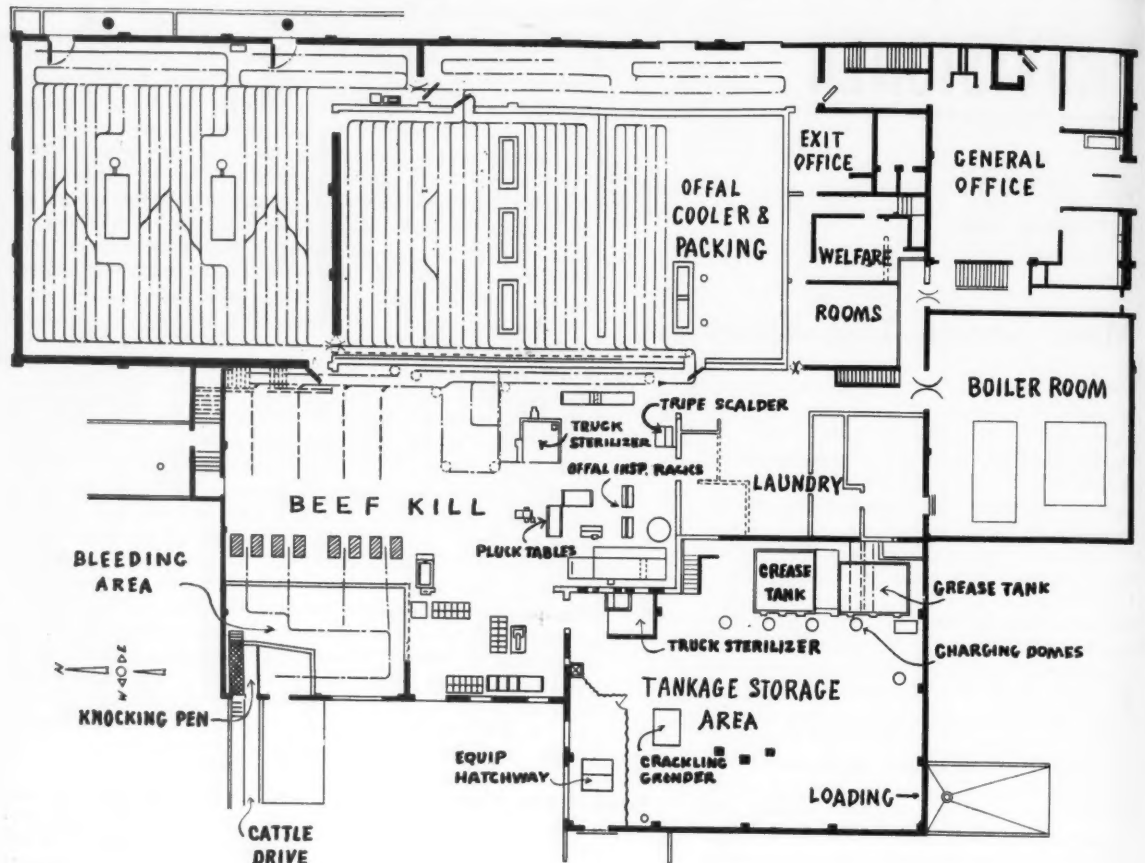 EXIT
OFFICE
GENERAL
OFFICE
OFFAL
COOLER &
PACKING
WELFARE
ROOMS
BOILER ROOM
TRIPE SCALDER
TRUCK
STERILIZER
OFFAL INSP. RACKS
LAUNDRY
BEEF KILL
PLUCK TABLES
BLEEDING
AREA
GREASE
TANK
GREASE TANK
TRUCK STERILIZER
CHARGING DOMES
N
TANKAGE STORAGE
AREA
KNOCKING PEN
EQUIP
HATCHWAY
CRACKLING
GRINDER
LOADING
CATTLE
DRIVE